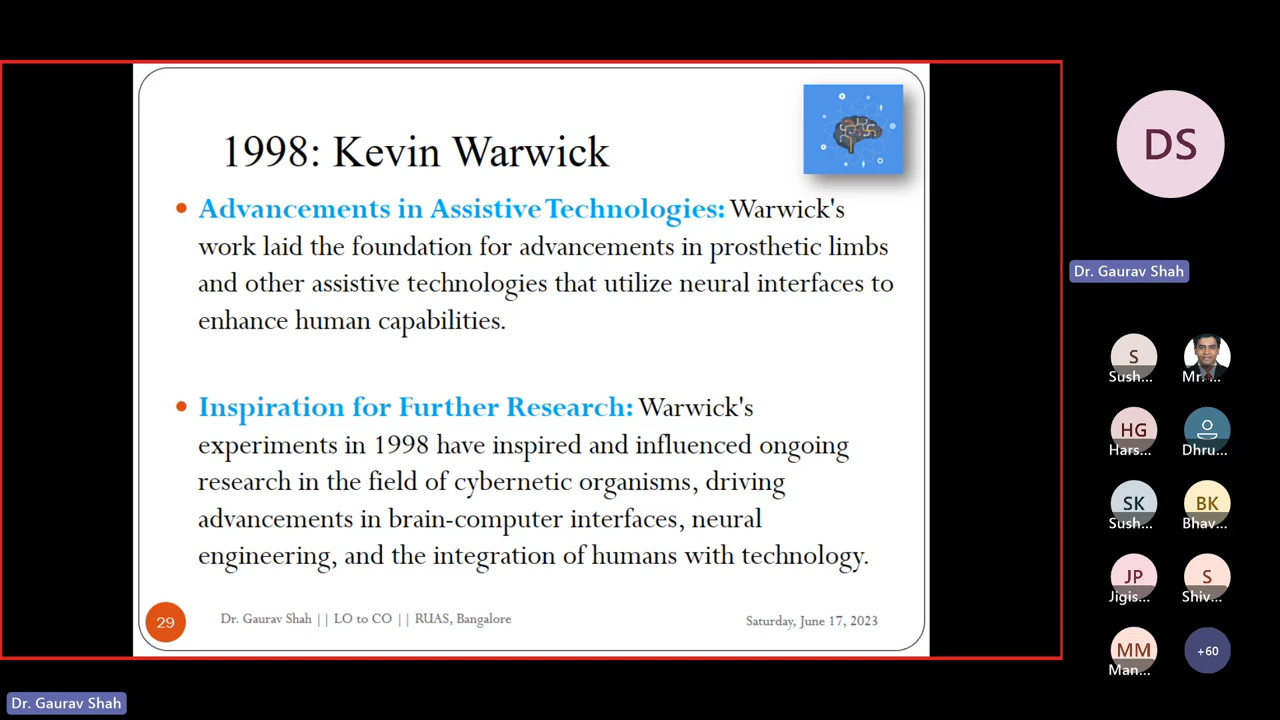 1998: Kevin Warwick
Advancements in Assistive Technologies: Warwick's
work laid the foundation for advancements in prosthetic limbs
and other assistive technologies that utilize neural interfaces to
enhance human capabilities.
Inspiration for Further Research: Warwick's
experiments in 1998 have inspired and influenced ongoing
research in the field of cybernetic organisms, driving
advancements in brain-computer interfaces, neural
engineering, and the integration of humans with technology.
29
Dr. Gaurav Shah || LO to CO || RUAS, Bangalore
Saturday, June 17, 2023
Dr. Gaurav Shah
DS
Dr. Gaurav Shah
S
Sush...
Mr. ...
HG
Hars...
Dhru...
SK
Sush...
BK
Bhav...
JP
Jigis...
S
Shiv...
MM
Man...
+60